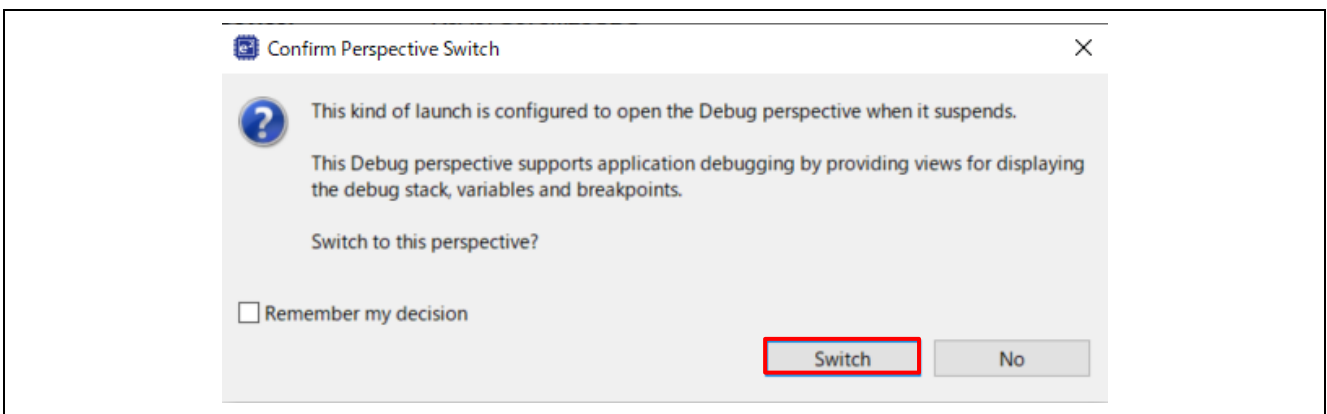 Confirm Perspective Switch
This kind of launch is configured to open the Debug perspective when it suspends.
This Debug perspective supports application debugging by providing views for displaying
the debug stack, variables and breakpoints.
Switch to this perspective?
Remember my decision
Switch No